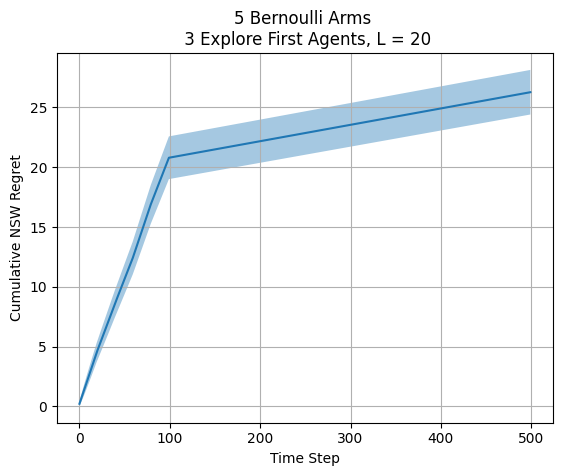 5 Bernoulli Arms
3 Explore First Agents, L = 20
Cumulative NSW Regret
25
20
15
10
5
0
0 100 200 300 400 500
Time Step